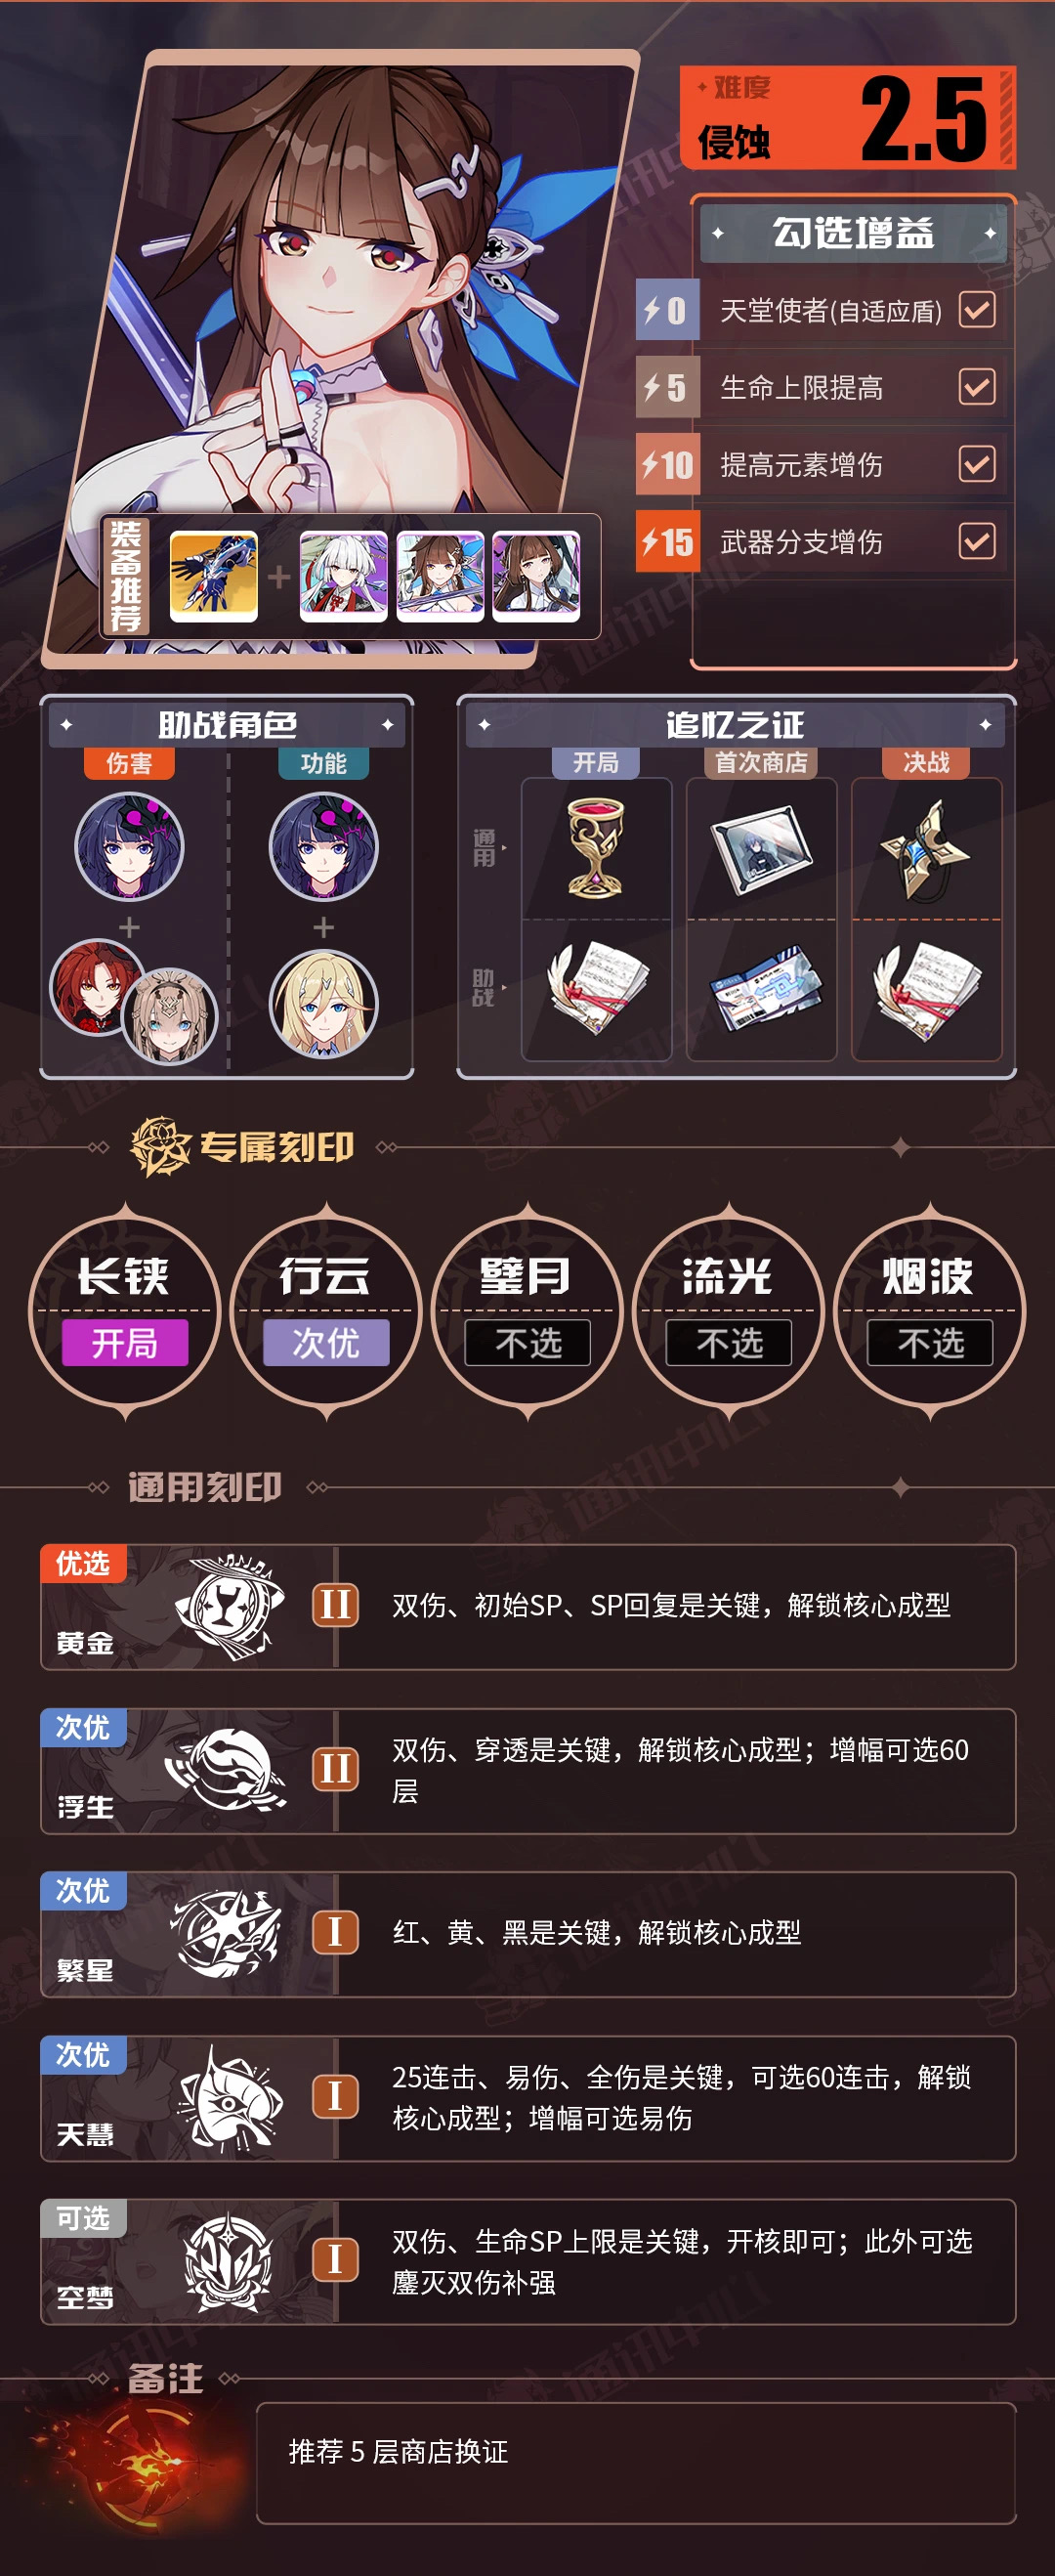 难度
侵蚀
2.5
勾选增益
0 天堂使者(自适应盾)
5 生命上限提高
10 提高元素增伤
15 武器分支增伤
装备推荐
助战角色
伤害 功能
追忆之证
开局 首次商店 决战
通用
助战
专属刻印
长铗 行云 壁月 流光 烟波
开局 次优 不选 不选 不选
通用刻印
优选
黄金
II
双伤、初始SP、SP回复是关键，解锁核心成型
次优
浮生
II
双伤、穿透是关键，解锁核心成型；增幅可选60
层
次优
繁星
I
红、黄、黑是关键，解锁核心成型
次优
天慧
I
25连击、易伤、全伤是关键，可选60连击，解锁
核心成型；增幅可选易伤
可选
空梦
I
双伤、生命SP上限是关键，开核即可；此外可选
鏖灭双伤补强
备注
推荐 5 层商店换证
通讯中心